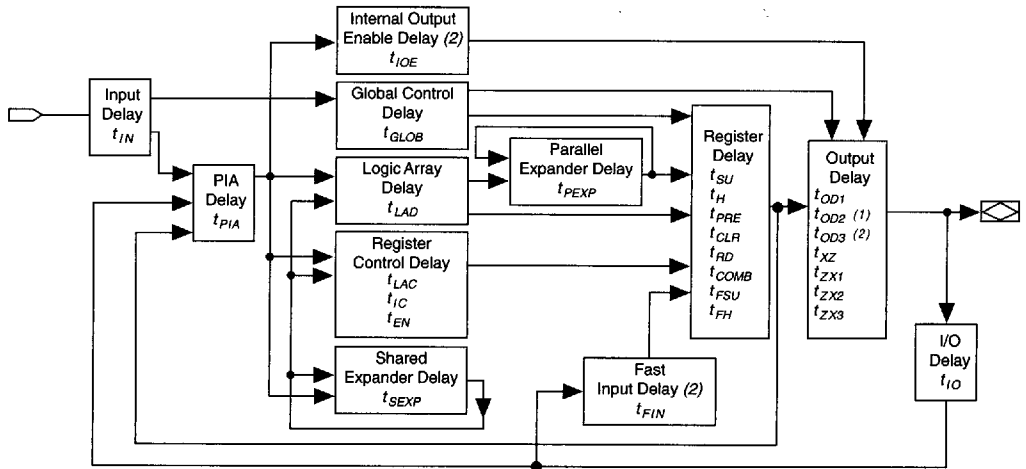 Internal Output
Enable Delay (2)
tIOE
Input
Delay
tIN
Global Control
Delay
tGLOB
PIA
Delay
tPIA
Logic Array
Delay
tLAD
Parallel
Expander Delay
tPEXP
Register
Control Delay
tLAC
tIC
tEN
Shared
Expander Delay
tSEXP
Fast
Input Delay (2)
tFIN
Register
Delay
tSU
tH
tPRE
tCLR
tRD
tCOMB
tFSU
tFH
Output
Delay
tOD1
tOD2 (1)
tOD3 (2)
tXZ
tZX1
tZX2
tZX3
I/O
Delay
tIO